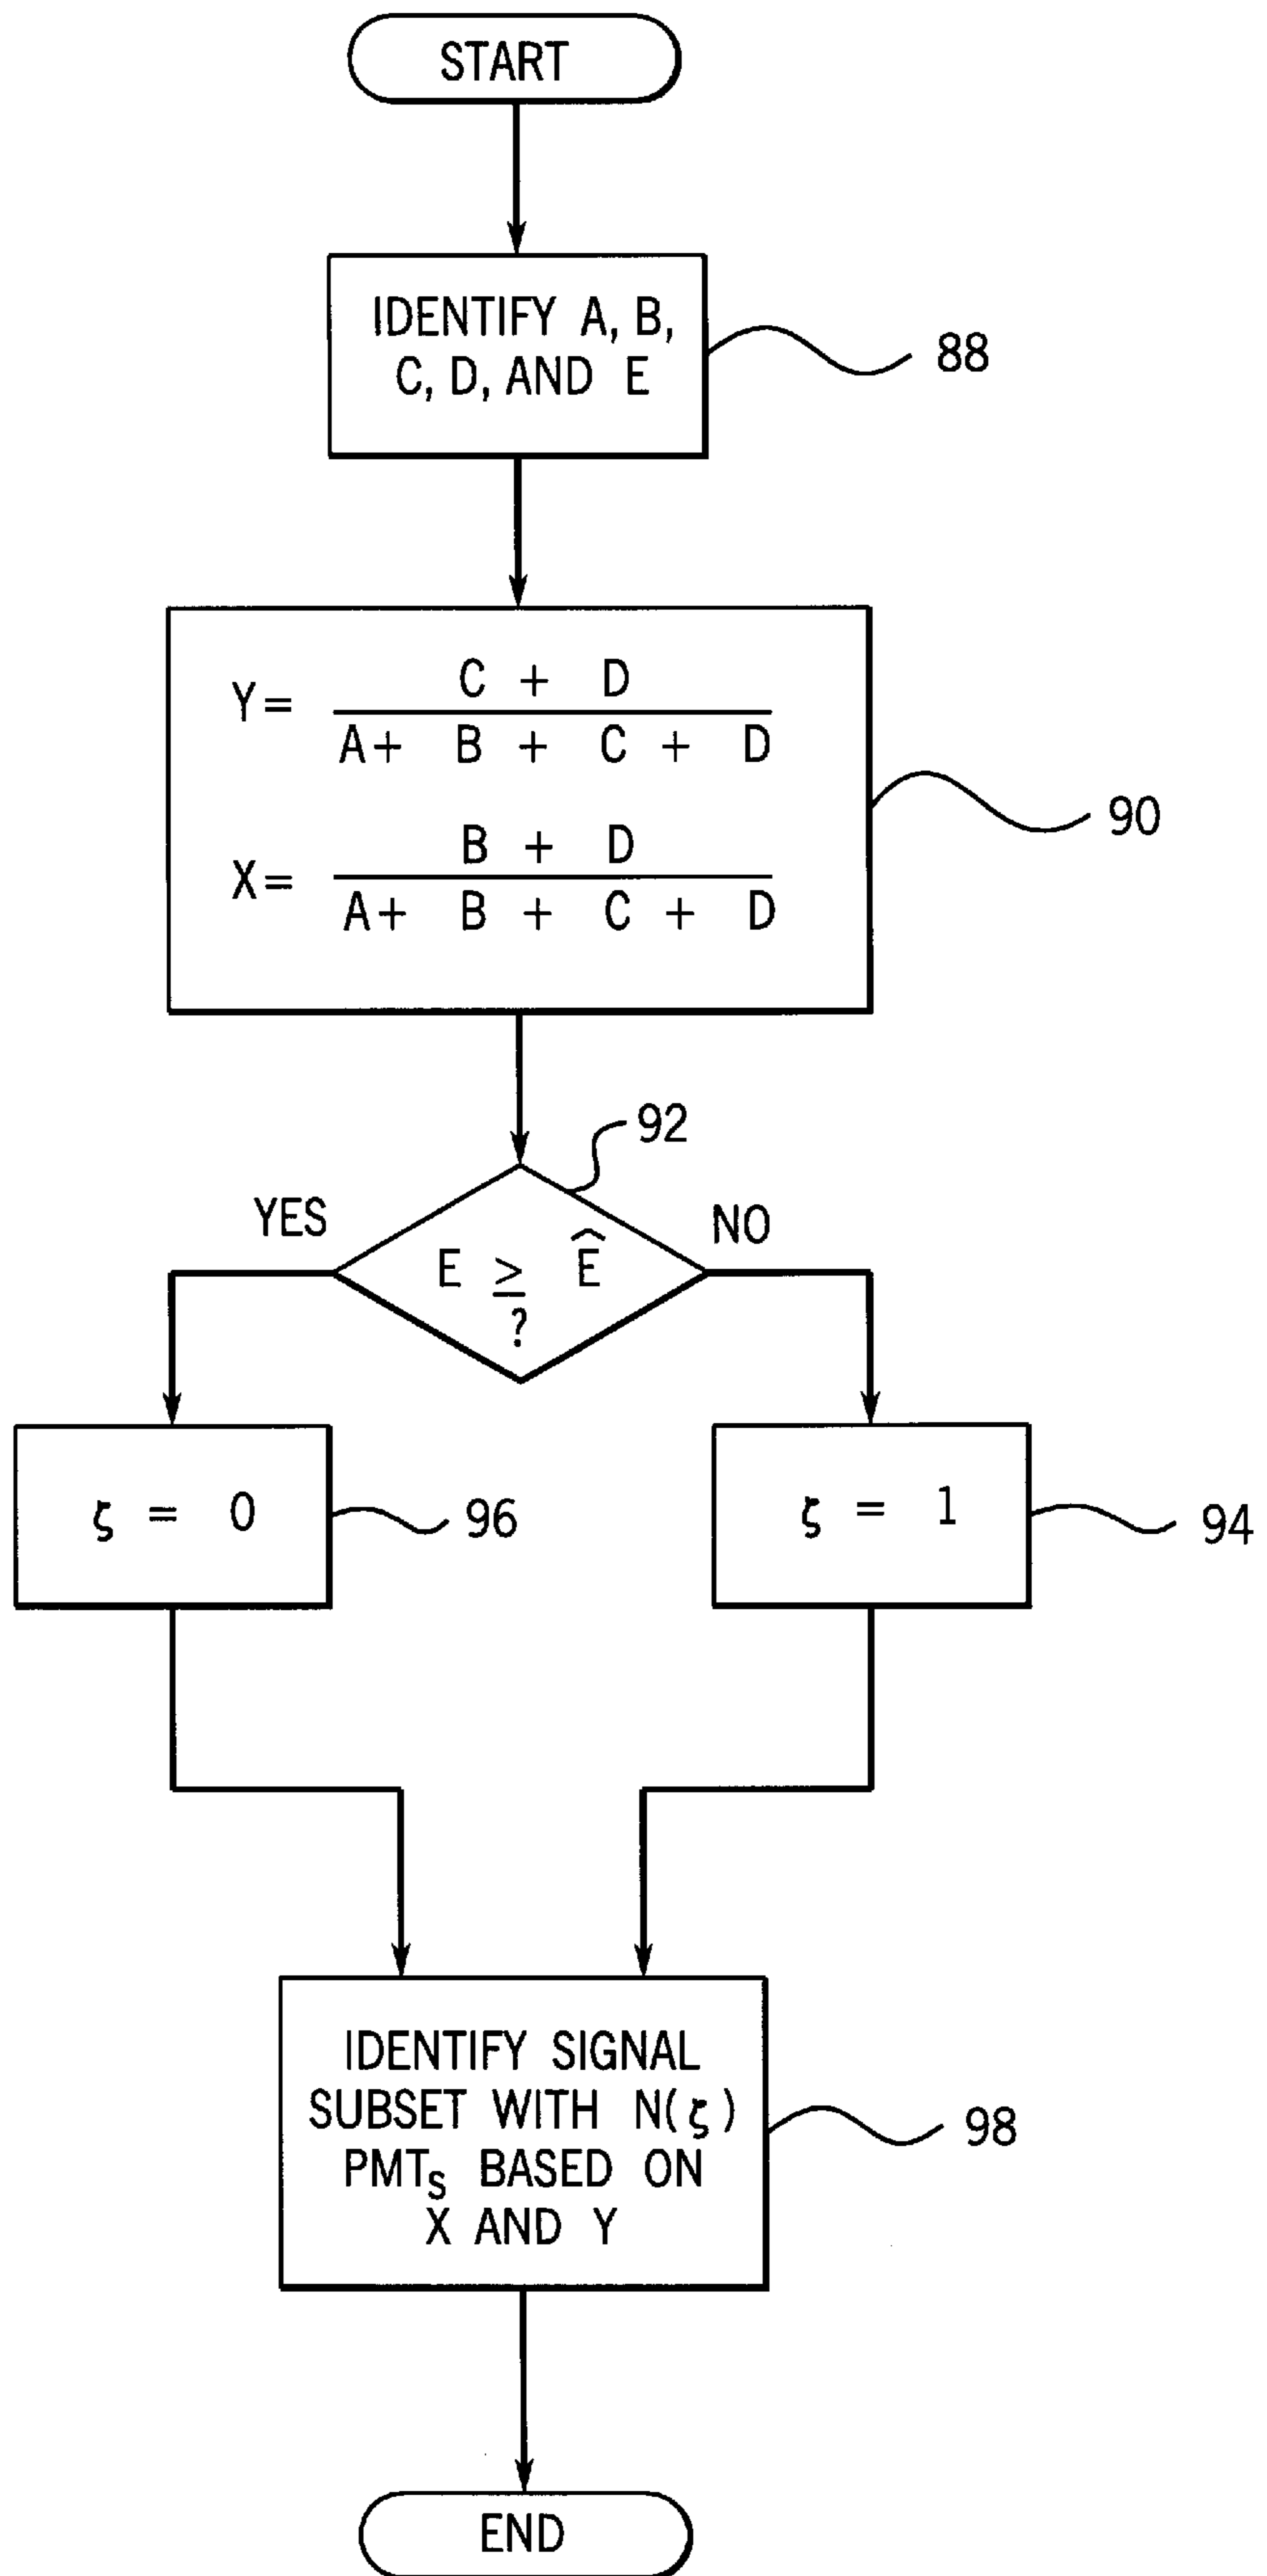 START
IDENTIFY A, B,
C, D, AND E
88
Y= C + D
A+ B + C + D
X= B + D
A+ B + C + D
90
92
YES
NO
E ≥ Ê
?
ζ = 0
96
ζ = 1
94
IDENTIFY SIGNAL
SUBSET WITH N(ζ)
PMTS BASED ON
X AND Y
98
END